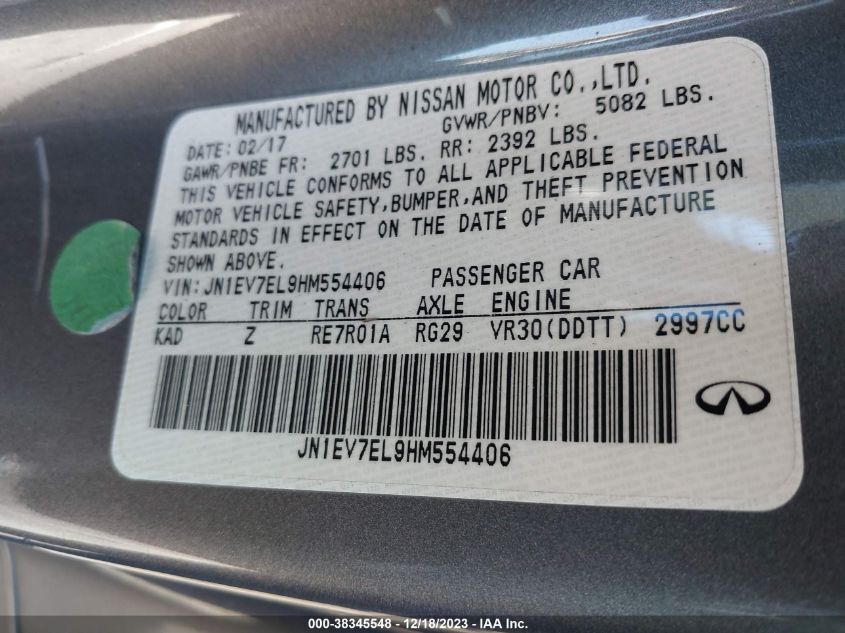 MANUFACTURED BY NISSAN MOTOR CO.,LTD.
DATE: 02/17 GVWR/PNBV: 5082 LBS.
GAWR/PNBE FR: 2701 LBS. RR: 2392 LBS.
THIS VEHICLE CONFORMS TO ALL APPLICABLE FEDERAL
MOTOR VEHICLE SAFETY,BUMPER,AND THEFT PREVENTION
STANDARDS IN EFFECT ON THE DATE OF MANUFACTURE
SHOWN ABOVE.
VIN: JN1EV7EL9HM554406 PASSENGER CAR
COLOR TRIM TRANS AXLE ENGINE
KAD Z RE7R01A RG29 VR30(DDTT) 2997CC
JN1EV7EL9HM554406
000-38345548 - 12/18/2023 - IAA Inc.